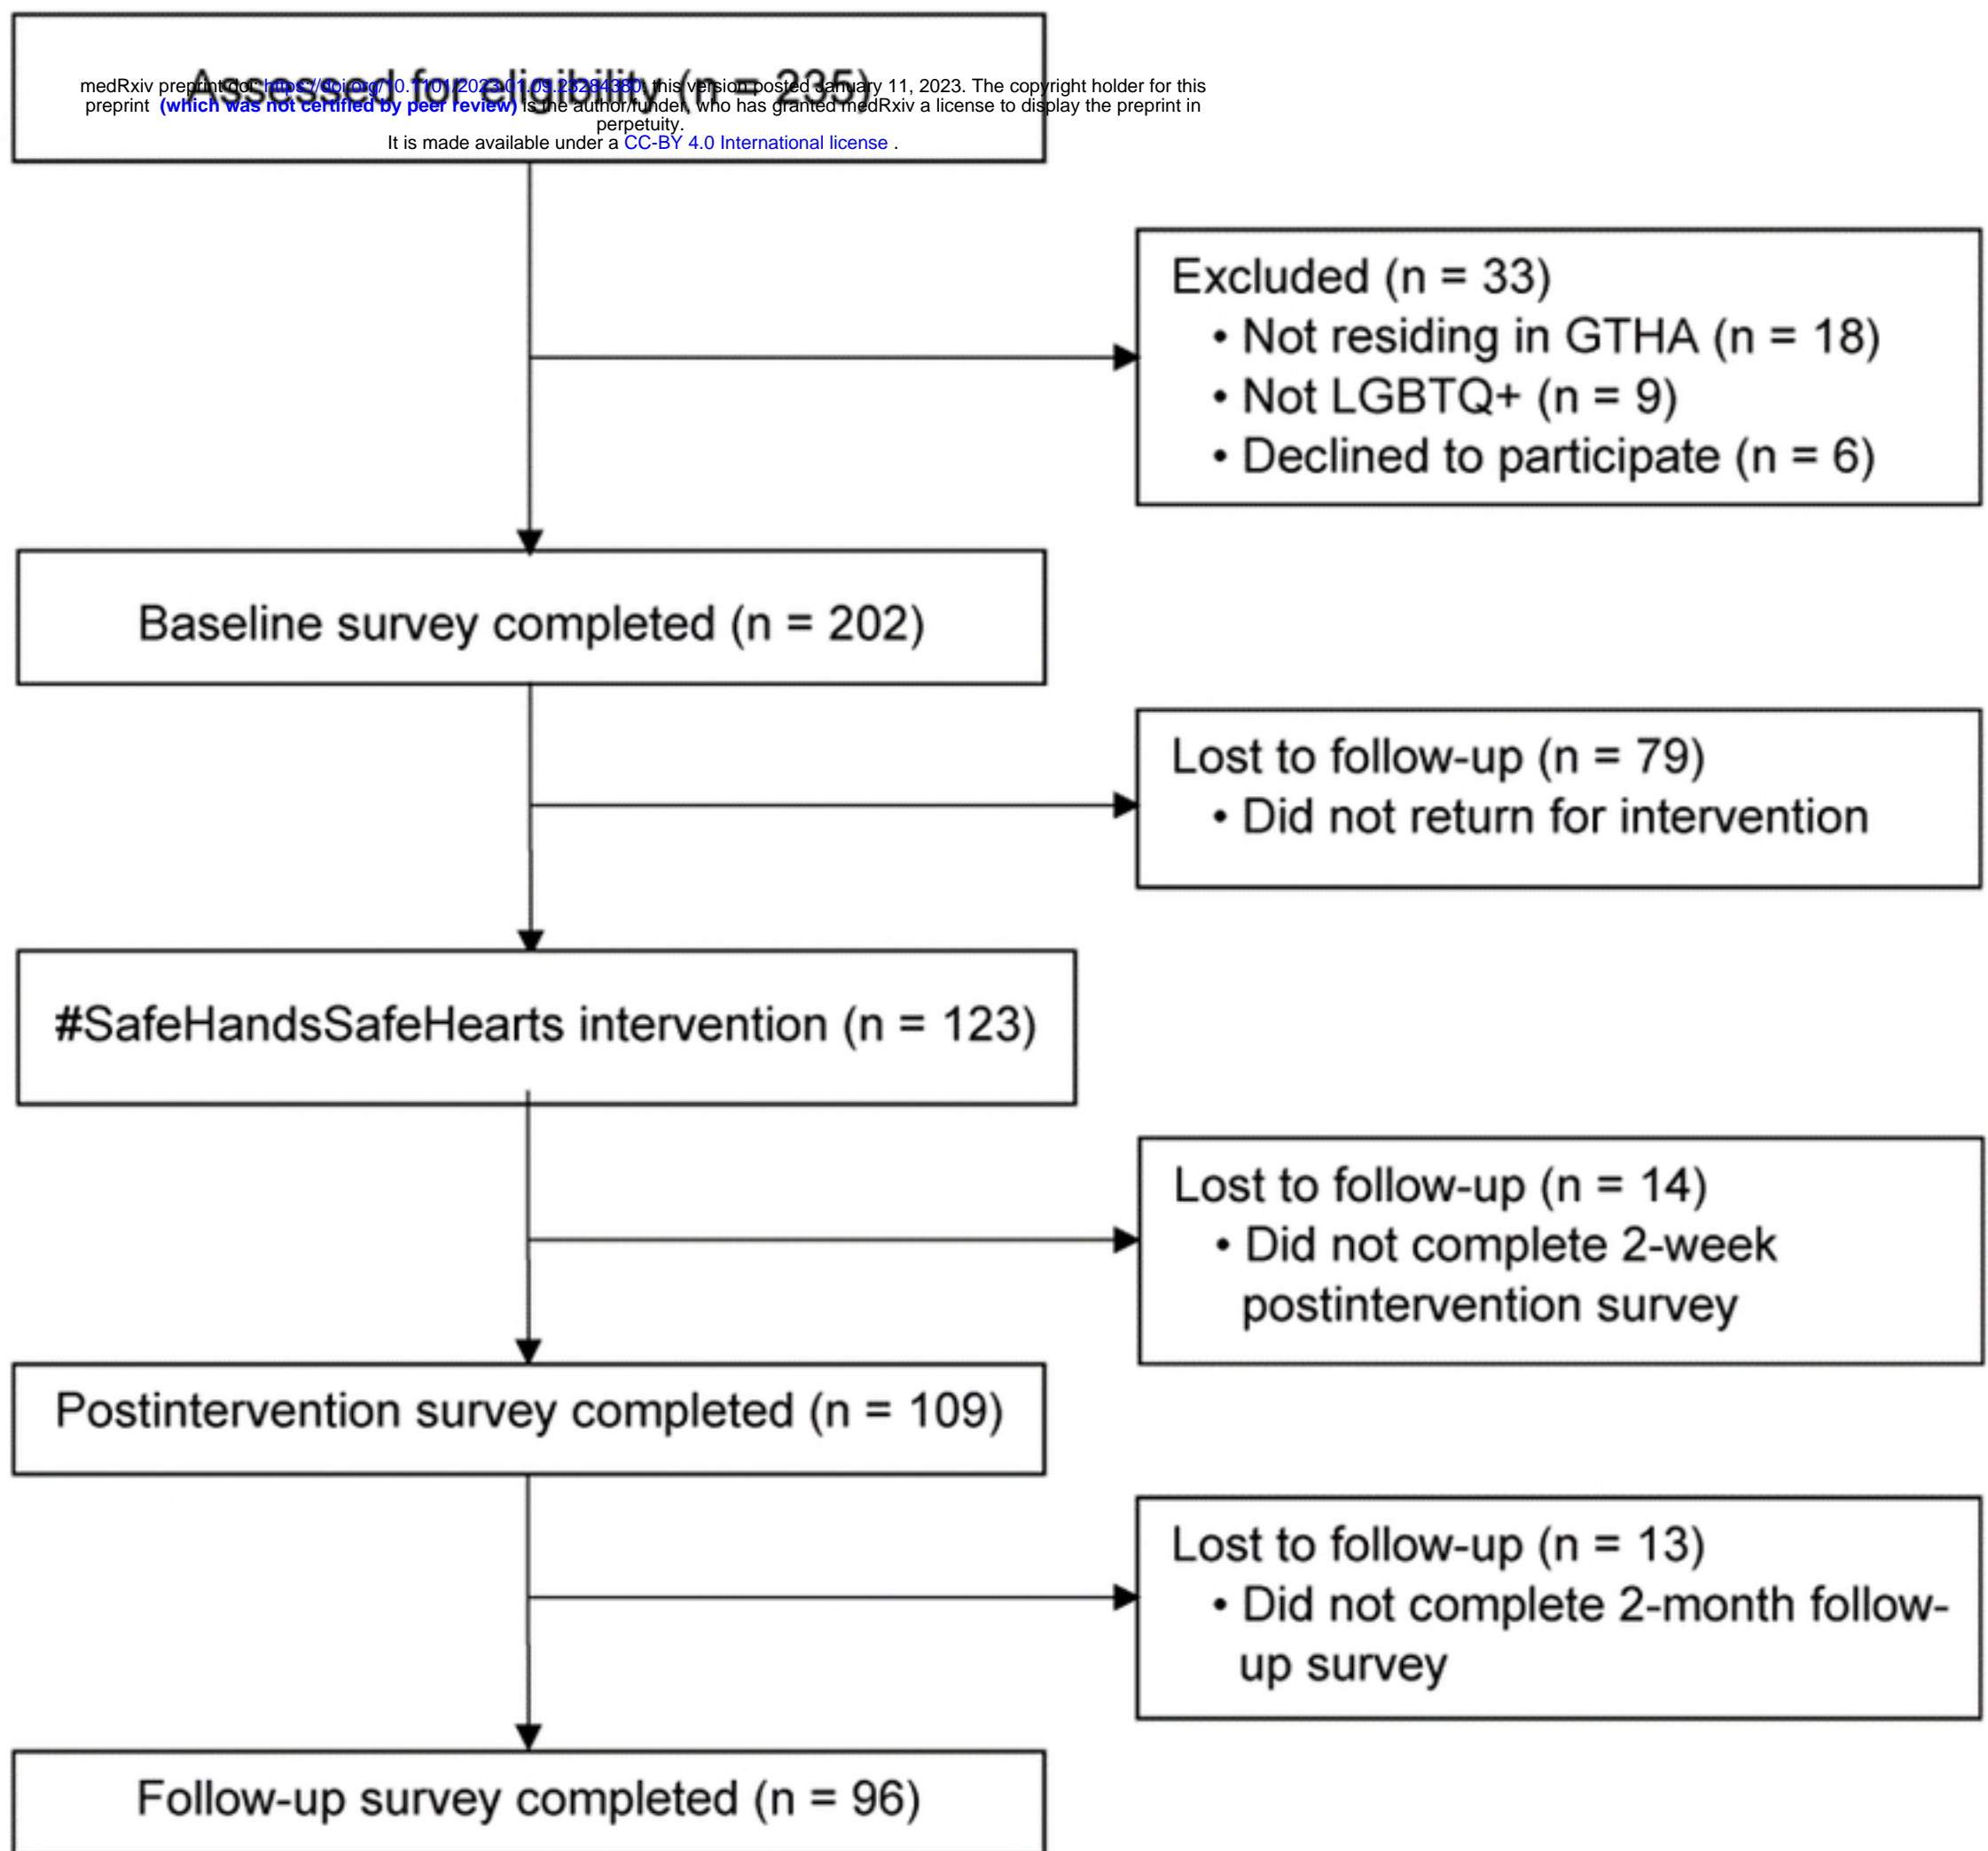 Assessed for eligibility (n = 235)
medRxiv preprint doi: https://doi.org/10.1101/2023.01.09.23284380; this version posted January 11, 2023. The copyright holder for this
preprint (which was not certified by peer review) is the author/funder, who has granted medRxiv a license to display the preprint in
perpetuity.
It is made available under a CC-BY 4.0 International license .
Excluded (n = 33)
• Not residing in GTHA (n = 18)
• Not LGBTQ+ (n = 9)
• Declined to participate (n = 6)
Baseline survey completed (n = 202)
Lost to follow-up (n = 79)
• Did not return for intervention
#SafeHandsSafeHearts intervention (n = 123)
Lost to follow-up (n = 14)
• Did not complete 2-week
postintervention survey
Postintervention survey completed (n = 109)
Lost to follow-up (n = 13)
• Did not complete 2-month follow-
up survey
Follow-up survey completed (n = 96)